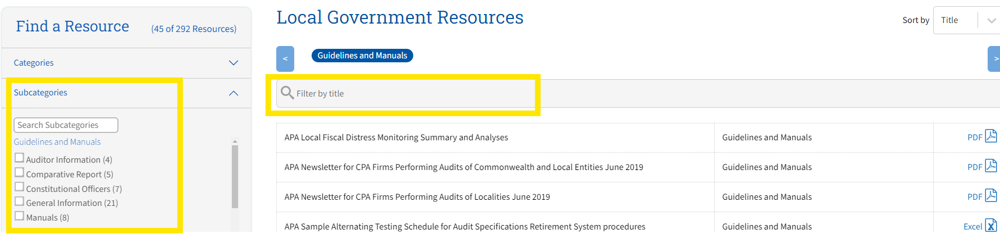 Find a Resource (45 of 292 Resources)
Categories
Subcategories
Search Subcategories
Guidelines and Manuals
Auditor Information (4)
Comparative Report (5)
Constitutional Officers (7)
General Information (21)
Manuals (8)
Local Government Resources
Sort by Title
< Guidelines and Manuals >
Filter by title
APA Local Fiscal Distress Monitoring Summary and Analyses Guidelines and Manuals PDF
APA Newsletter for CPA Firms Performing Audits of Commonwealth and Local Entities June 2019 Guidelines and Manuals PDF
APA Newsletter for CPA Firms Performing Audits of Localities June 2019 Guidelines and Manuals PDF
APA Sample Alternating Testing Schedule for Audit Specifications Retirement System procedures Guidelines and Manuals Excel